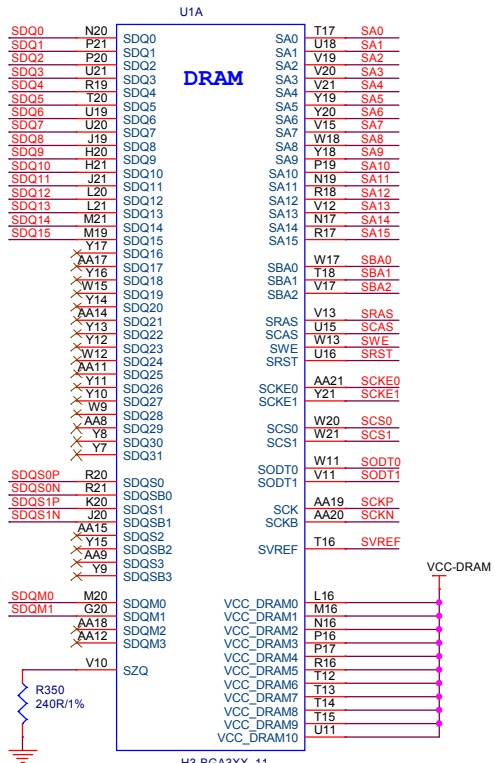 U1A
DRAM
SDQ0 N20 SDQ0
SDQ1 P21 SDQ1
SDQ2 P20 SDQ2
SDQ3 U21 SDQ3
SDQ4 R19 SDQ4
SDQ5 T20 SDQ5
SDQ6 U19 SDQ6
SDQ7 U20 SDQ7
SDQ8 J19 SDQ8
SDQ9 H20 SDQ9
SDQ10 H21 SDQ10
SDQ11 J21 SDQ11
SDQ12 L20 SDQ12
SDQ13 L21 SDQ13
SDQ14 M21 SDQ14
SDQ15 M19 SDQ15
Y17 SDQ16
AA17 SDQ17
Y16 SDQ18
W15 SDQ19
Y14 SDQ20
AA14 SDQ21
Y13 SDQ22
Y12 SDQ23
W12 SDQ24
AA11 SDQ25
Y11 SDQ26
Y10 SDQ27
W9 SDQ28
AA8 SDQ29
Y8 SDQ30
Y7 SDQ31
SDQS0P R20 SDQS0
SDQS0N R21 SDQSB0
SDQS1P K20 SDQS1
SDQS1N J20 SDQSB1
AA15 SDQS2
Y15 SDQSB2
AA9 SDQS3
Y9 SDQSB3
SDQM0 M20 SDQM0
SDQM1 G20 SDQM1
AA18 SDQM2
AA12 SDQM3
V10 SZQ
R350
240R/1%
SA0 T17 SA0
SA1 U18 SA1
SA2 V19 SA2
SA3 V20 SA3
SA4 V21 SA4
SA5 Y19 SA5
SA6 Y20 SA6
SA7 V15 SA7
SA8 W18 SA8
SA9 Y18 SA9
SA10 P19 SA10
SA11 N19 SA11
SA12 R18 SA12
SA13 V12 SA13
SA14 N17 SA14
SA15 R17 SA15
SBA0 W17 SBA0
SBA1 T18 SBA1
SBA2 V17 SBA2
SRAS V13 SRAS
SCAS U15 SCAS
SWE W13 SWE
SRST U16 SRST
SCKE0 AA21 SCKE0
SCKE1 Y21 SCKE1
SCS0 W20 SCS0
SCS1 W21 SCS1
SODT0 W11 SODT0
SODT1 V11 SODT1
SCK AA19 SCKP
SCKB AA20 SCKN
SVREF T16 SVREF
VCC-DRAM
VCC_DRAM0 L16
VCC_DRAM1 M16
VCC_DRAM2 N16
VCC_DRAM3 P16
VCC_DRAM4 P17
VCC_DRAM5 R16
VCC_DRAM6 T12
VCC_DRAM7 T13
VCC_DRAM8 T14
VCC_DRAM9 T15
VCC_DRAM10 U11